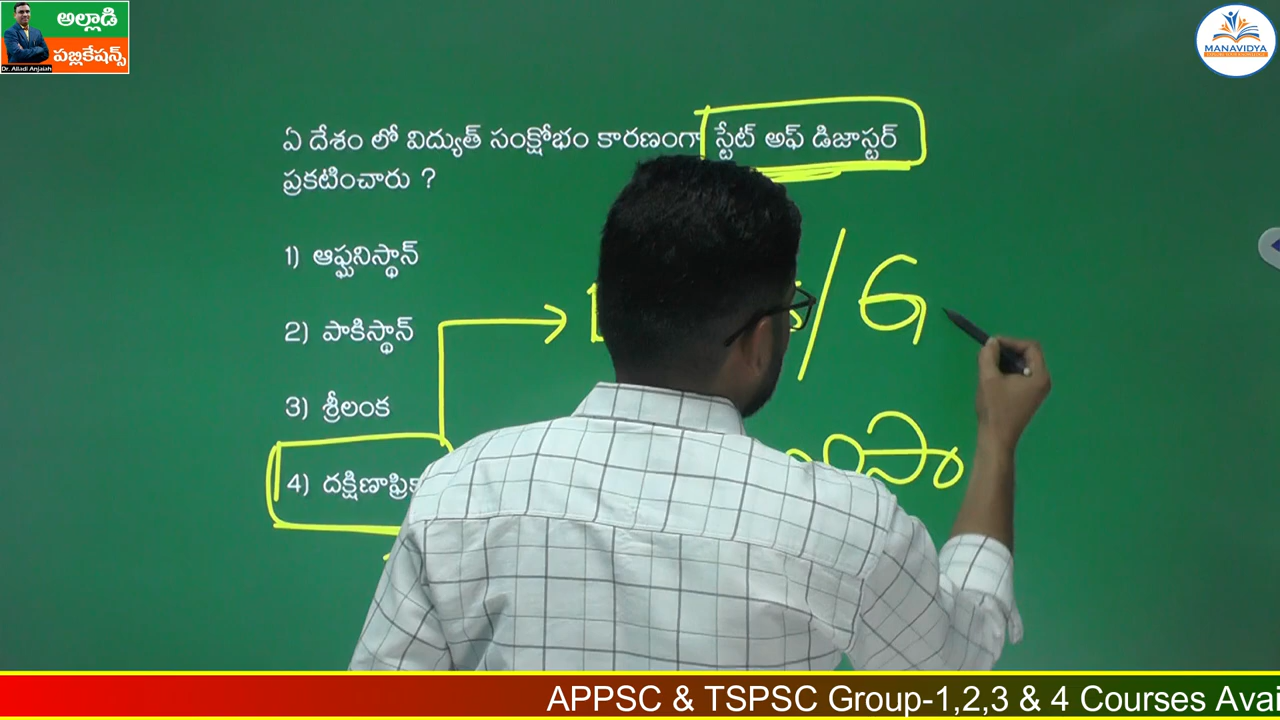 అల్లాడి
పబ్లికేషన్స్
Dr. Alladi Anjaiah
MANAVIDYA
ఏ దేశం లో విద్యుత్ సంక్షోభం కారణంగా స్టేట్ అఫ్ డిజాస్టర్
ప్రకటించారు ?
1) ఆఫ్ఘనిస్థాన్
2) పాకిస్థాన్
3) శ్రీలంక
4) దక్షిణాఫ్రికా
APPSC & TSPSC Group-1,2,3 & 4 Courses Avai